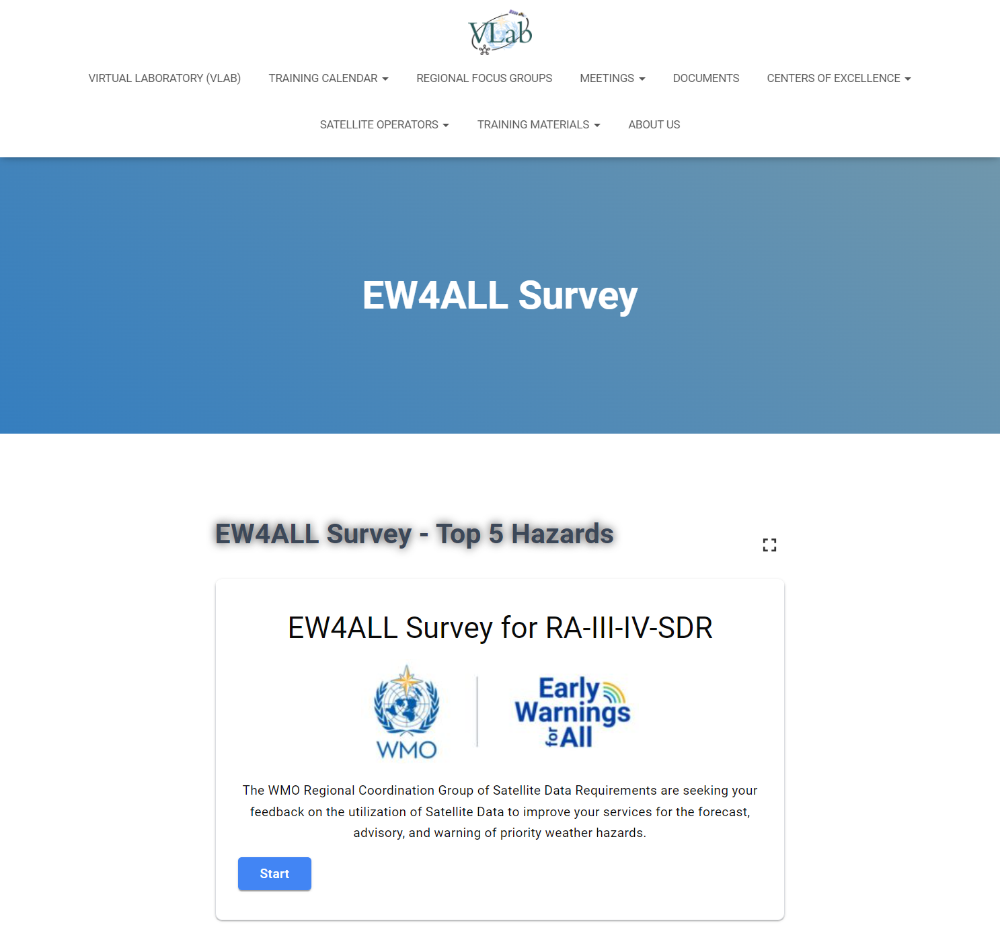 VLab
VIRTUAL LABORATORY (VLAB) TRAINING CALENDAR REGIONAL FOCUS GROUPS MEETINGS DOCUMENTS CENTERS OF EXCELLENCE
SATELLITE OPERATORS TRAINING MATERIALS ABOUT US
EW4ALL Survey
EW4ALL Survey - Top 5 Hazards
EW4ALL Survey for RA-III-IV-SDR
WMO
Early
Warnings
for All
The WMO Regional Coordination Group of Satellite Data Requirements are seeking your
feedback on the utilization of Satellite Data to improve your services for the forecast,
advisory, and warning of priority weather hazards.
Start